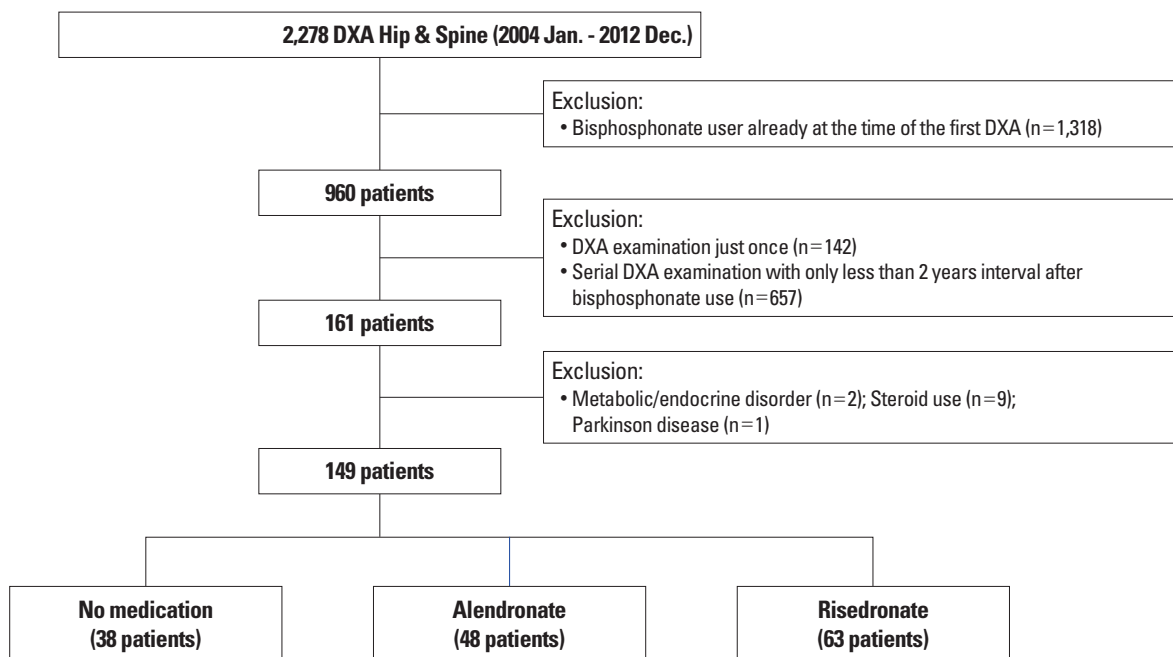 2,278 DXA Hip & Spine (2004 Jan. - 2012 Dec.)
Exclusion:
• Bisphosphonate user already at the time of the first DXA (n=1,318)
960 patients
Exclusion:
• DXA examination just once (n=142)
• Serial DXA examination with only less than 2 years interval after
bisphosphonate use (n=657)
161 patients
Exclusion:
• Metabolic/endocrine disorder (n=2); Steroid use (n=9);
Parkinson disease (n=1)
149 patients
No medication
(38 patients)
Alendronate
(48 patients)
Risedronate
(63 patients)